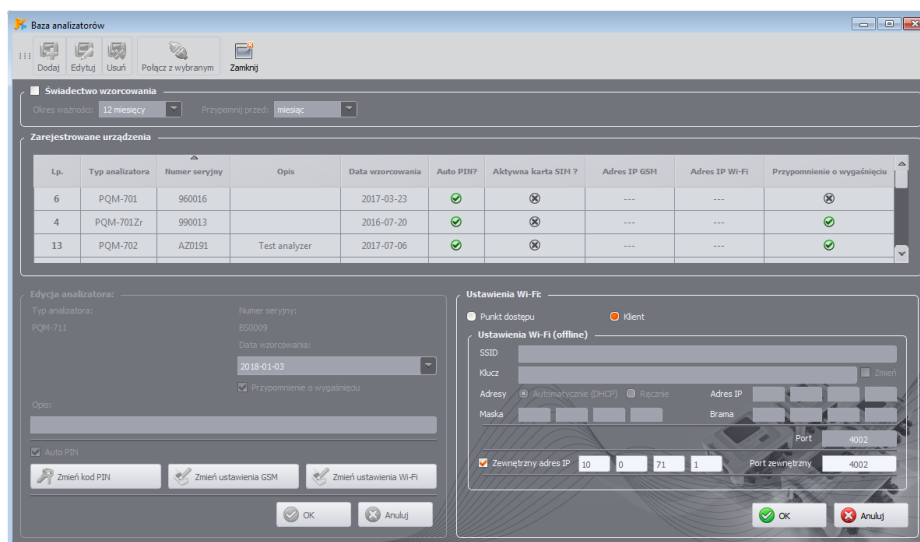 Baza analizatorów
Dodaj Edytuj Usuń Połącz z wybranym Zamknij
Świadectwo wzorcowania
Okres ważności: 12 miesięcy Przypomnij przed: miesiąc
Zarejestrowane urządzenia
Lp. Typ analizatora Numer seryjny Opis Data wzorcowania Auto PIN? Aktywna karta SIM ? Adres IP GSM Adres IP Wi-Fi Przypomnienie o wygaśnięciu
6 PQM-701 960016 2017-03-23 --- ---
4 PQM-701Zr 990013 2016-07-20 --- ---
13 PQM-702 AZ0191 Test analyzer 2017-07-06 --- ---
Edycja analizatora:
Typ analizatora: Numer seryjny:
PQM-711 BS0009
Data wzorcowania:
2018-01-03
Przypomnienie o wygaśnięciu
Opis:
Auto PIN
Zmień kod PIN Zmień ustawienia GSM Zmień ustawienia Wi-Fi
OK Anuluj
Ustawienia Wi-Fi:
Punkt dostępu Klient
Ustawienia Wi-Fi (offline)
SSID
Klucz Zmień
Adresy Automatycznie (DHCP) Ręcznie Adres IP
Maska Brama
Port 4002
Zewnętrzny adres IP 10 0 71 1 Port zewnętrzny 4002
OK Anuluj